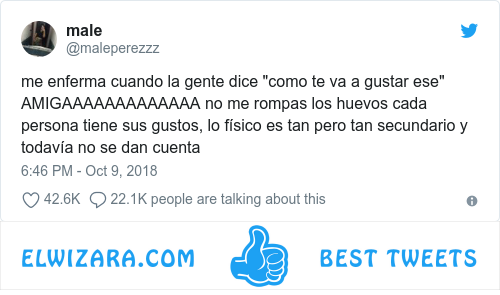 male
@maleperezzz
me enferma cuando la gente dice "como te va a gustar ese"
AMIGAAAAAAAAAAAAA no me rompas los huevos cada
persona tiene sus gustos, lo físico es tan pero tan secundario y
todavía no se dan cuenta
6:46 PM - Oct 9, 2018
42.6K 22.1K people are talking about this
ELWIZARA.COM BEST TWEETS